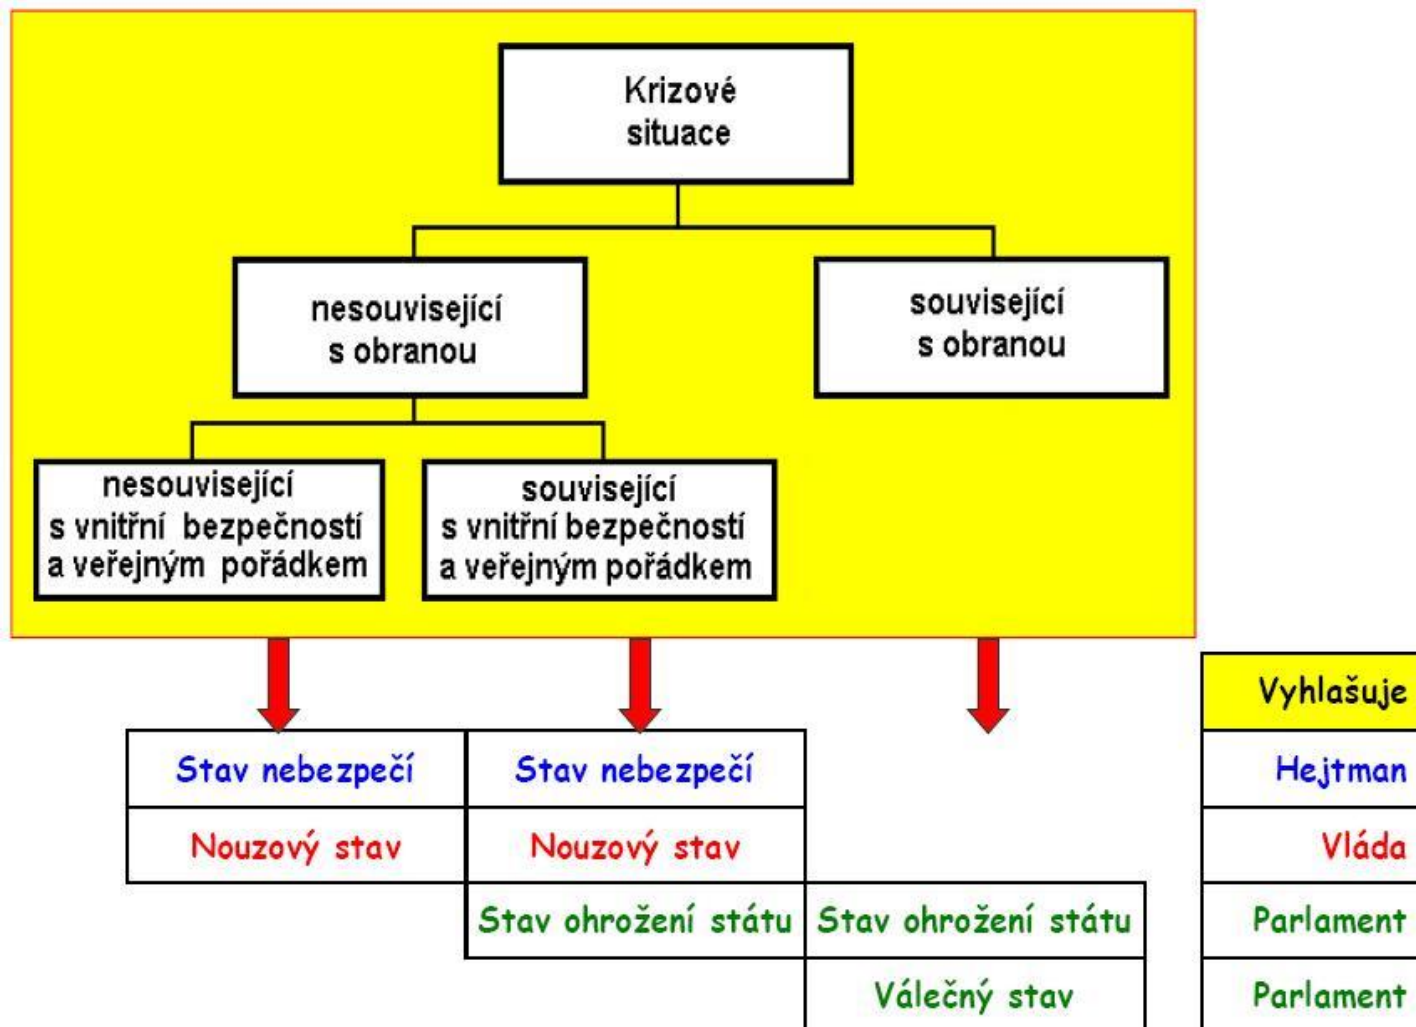 Krizové
situace
nesouvisející
s obranou
související
s obranou
nesouvisející
s vnitřní bezpečností
a veřejným pořádkem
související
s vnitřní bezpečností
a veřejným pořádkem
Vyhlašuje
Stav nebezpečí Stav nebezpečí Hejtman
Nouzový stav Nouzový stav Vláda
Stav ohrožení státu Stav ohrožení státu Parlament
Válečný stav Parlament